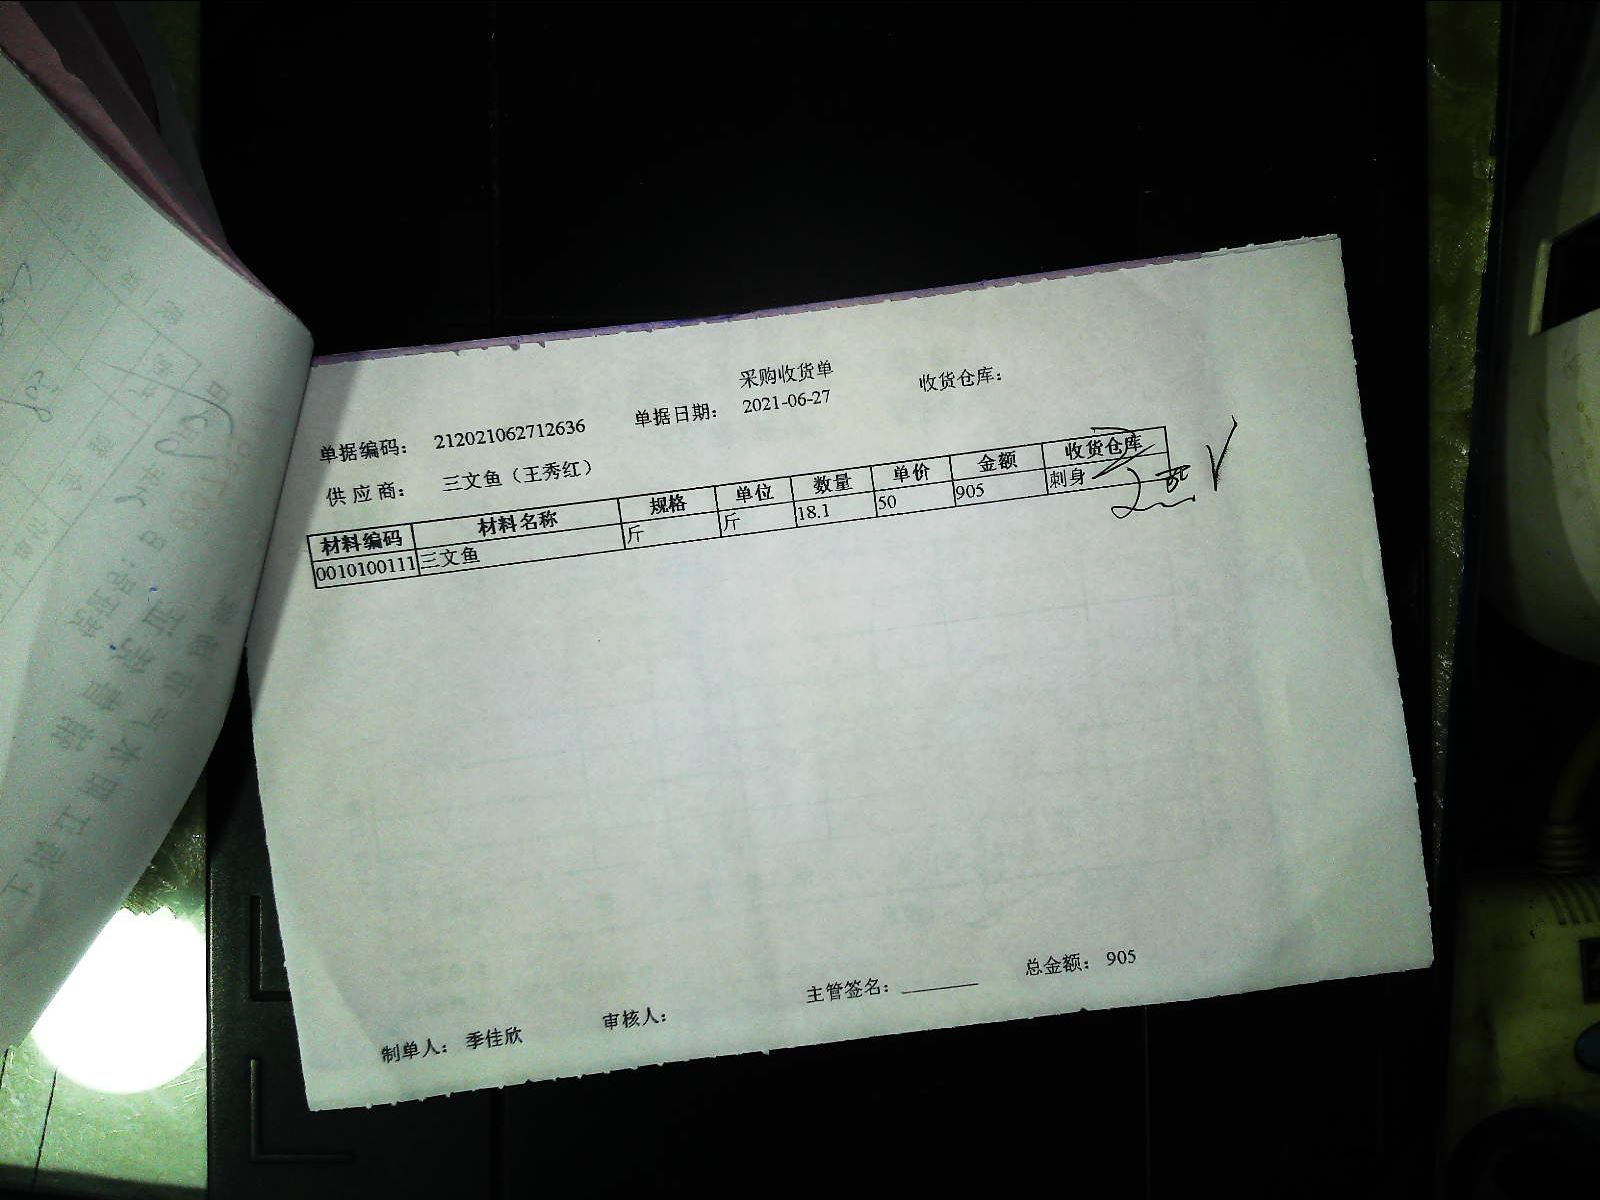 采购收货单
单据编码： 212021062712636 单据日期： 2021-06-27 收货仓库：
供 应 商： 三文鱼（王秀红）
材料编码 材料名称 规格 单位 数量 单价 金额 收货仓库
0010100111 三文鱼 斤 斤 18.1 50 905 刺身
制单人： 季佳欣 审核人： 主管签名：________ 总金额： 905